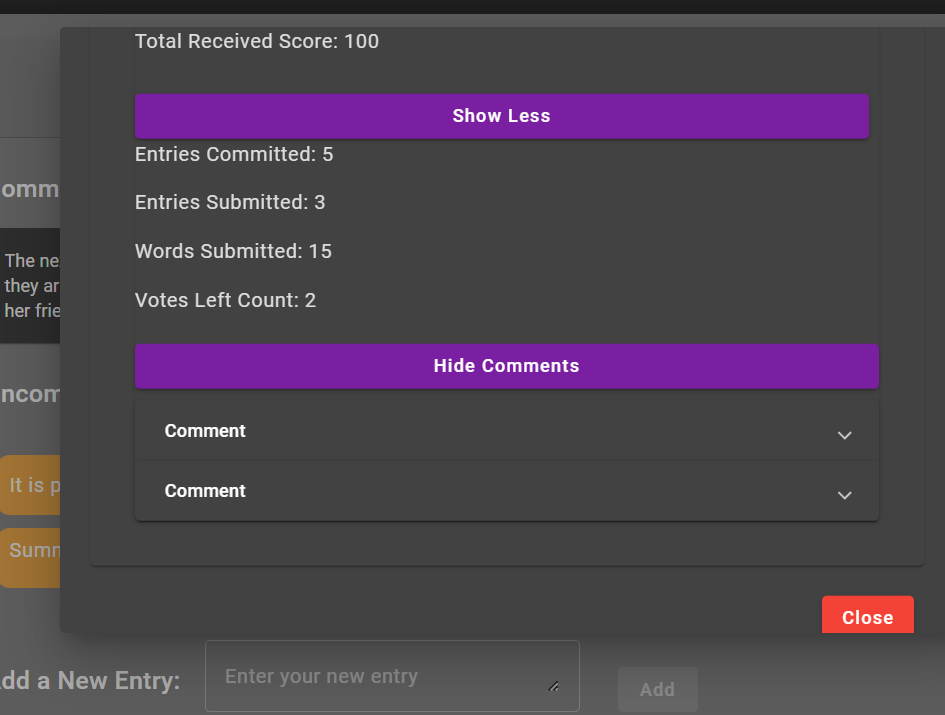 Total Received Score: 100
Show Less
Entries Committed: 5
Entries Submitted: 3
Words Submitted: 15
Votes Left Count: 2
Hide Comments
Comment
Comment
Close
omm
The ne
they ar
her frie
ncom
It is p
Sumn
dd a New Entry:
Enter your new entry
Add